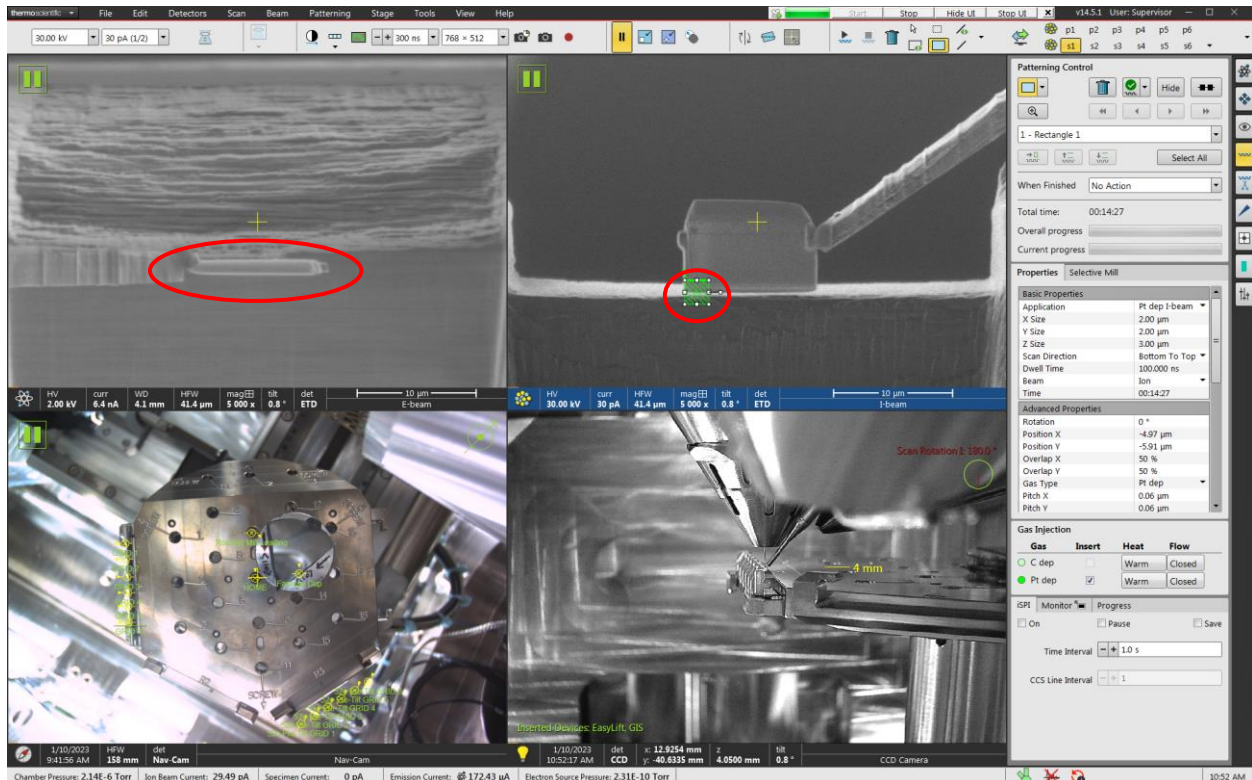 thermoscientific File Edit Detectors Scan Beam Patterning Stage Tools View Help Start Stop Hide UI Stop UI v14.5.1 User: Supervisor
30.00 kV 30 pA (1/2) 300 ns 768 × 512 p1 p2 p3 p4 p5 p6
s1 s2 s3 s4 s5 s6
HV curr WD HFW mag tilt det 10 µm
2.00 kV 6.4 nA 4.1 mm 41.4 µm 5 000 x 0.8 ° ETD E-beam
HV curr HFW mag tilt det 10 µm
30.00 kV 30 pA 41.4 µm 5 000 x 0.8 ° ETD I-beam
HOME
SCREW
1/10/2023 HFW det
9:41:56 AM 158 mm Nav-Cam Nav-Cam
Scan Rotation I: 180.0 °
4 mm
Inserted Devices: EasyLift, GIS
1/10/2023 det x: 12.9254 mm z tilt
10:52:17 AM CCD y: -40.6335 mm 4.0500 mm 0.8 ° CCD Camera
Patterning Control
Hide
1 - Rectangle 1
Select All
When Finished No Action
Total time: 00:14:27
Overall progress
Current progress
Properties Selective Mill
Basic Properties
Application Pt dep I-beam
X Size 2.00 µm
Y Size 2.00 µm
Z Size 3.00 µm
Scan Direction Bottom To Top
Dwell Time 100.000 ns
Beam Ion
Time 00:14:27
Advanced Properties
Rotation 0 °
Position X -4.97 µm
Position Y -5.91 µm
Overlap X 50 %
Overlap Y 50 %
Gas Type Pt dep
Pitch X 0.06 µm
Pitch Y 0.06 µm
Gas Injection
Gas Insert Heat Flow
C dep Warm Closed
Pt dep Warm Closed
iSPI Monitor Progress
On Pause Save
Time Interval 1.0 s
CCS Line Interval 1
Chamber Pressure: 2.14E-6 Torr Ion Beam Current: 29.49 pA Specimen Current: 0 pA Emission Current: 172.43 µA Electron Source Pressure: 2.31E-10 Torr 10:52 AM